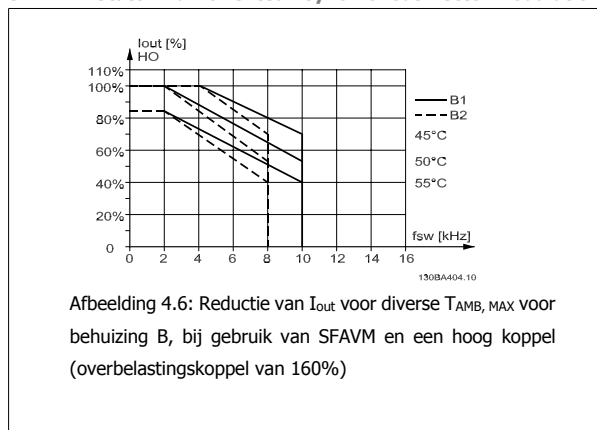 Iout [%]
HO
110%
100%
80%
60%
40%
20%
0
0 2 4 6 8 10 12 14 16
fsw [kHz]
B1
B2
45°C
50°C
55°C
130BA404.10
Afbeelding 4.6: Reductie van Iout voor diverse TAMB, MAX voor
behuizing B, bij gebruik van SFAVM en een hoog koppel
(overbelastingskoppel van 160%)